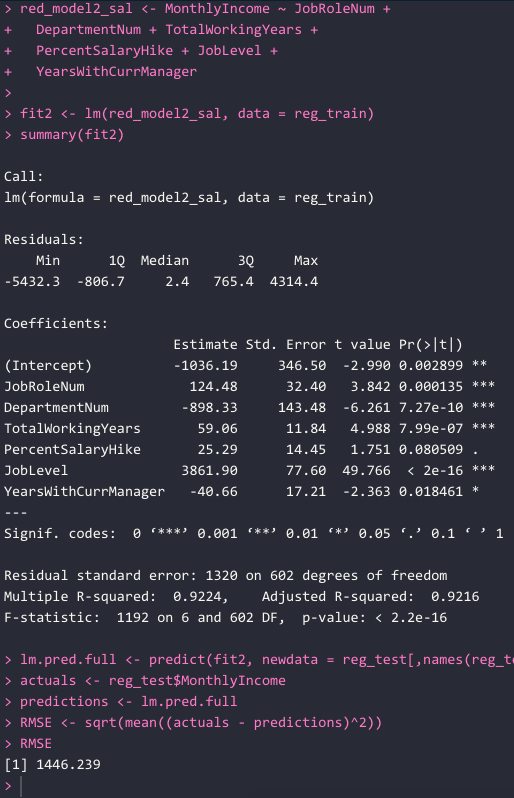 > red_model2_sal <- MonthlyIncome ~ JobRoleNum +
+   DepartmentNum + TotalWorkingYears +
+   PercentSalaryHike + JobLevel +
+   YearsWithCurrManager
>
> fit2 <- lm(red_model2_sal, data = reg_train)
> summary(fit2)

Call:
lm(formula = red_model2_sal, data = reg_train)

Residuals:
    Min      1Q  Median      3Q     Max
-5432.3  -806.7     2.4   765.4  4314.4

Coefficients:
                     Estimate Std. Error t value Pr(>|t|)
(Intercept)          -1036.19     346.50  -2.990 0.002899 **
JobRoleNum             124.48      32.40   3.842 0.000135 ***
DepartmentNum         -898.33     143.48  -6.261 7.27e-10 ***
TotalWorkingYears       59.06      11.84   4.988 7.99e-07 ***
PercentSalaryHike       25.29      14.45   1.751 0.080509 .
JobLevel              3861.90      77.60  49.766  < 2e-16 ***
YearsWithCurrManager   -40.66      17.21  -2.363 0.018461 *
---
Signif. codes:  0 ‘***’ 0.001 ‘**’ 0.01 ‘*’ 0.05 ‘.’ 0.1 ‘ ’ 1

Residual standard error: 1320 on 602 degrees of freedom
Multiple R-squared:  0.9224,    Adjusted R-squared:  0.9216
F-statistic:  1192 on 6 and 602 DF,  p-value: < 2.2e-16

> lm.pred.full <- predict(fit2, newdata = reg_test[,names(reg_te
> actuals <- reg_test$MonthlyIncome
> predictions <- lm.pred.full
> RMSE <- sqrt(mean((actuals - predictions)^2))
> RMSE
[1] 1446.239
>